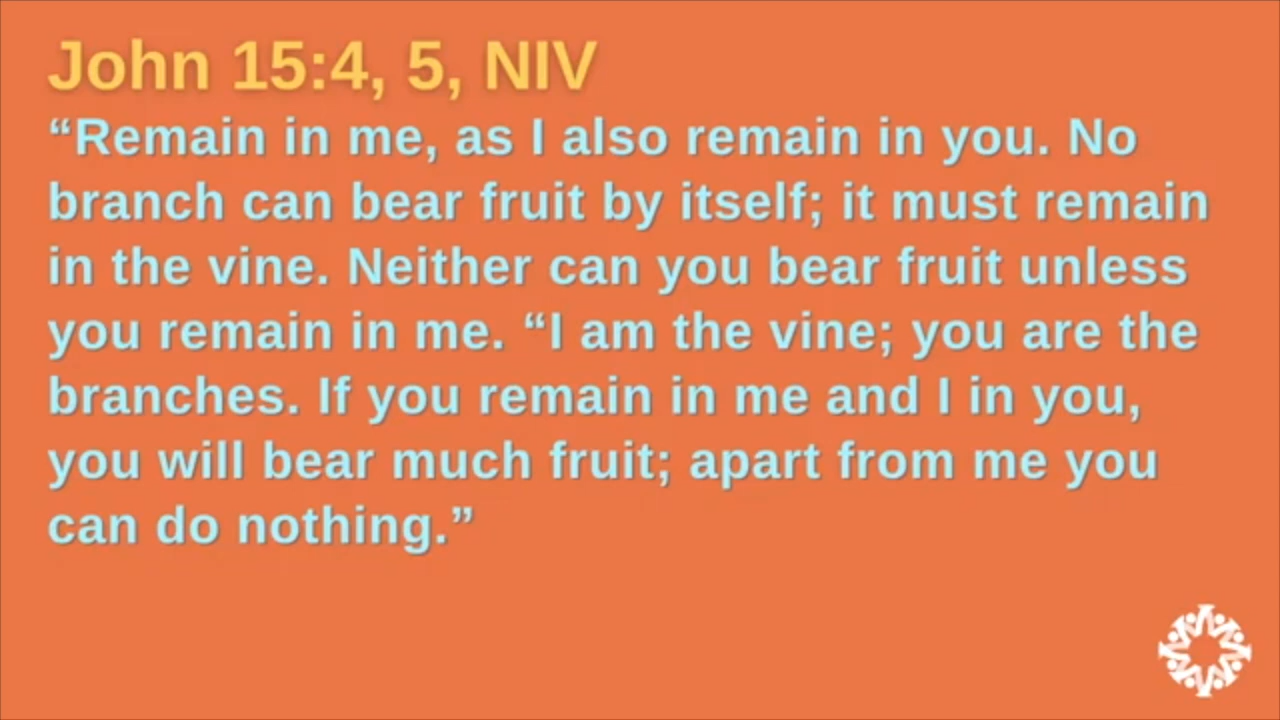 John 15:4, 5, NIV
“Remain in me, as I also remain in you. No
branch can bear fruit by itself; it must remain
in the vine. Neither can you bear fruit unless
you remain in me. “I am the vine; you are the
branches. If you remain in me and I in you,
you will bear much fruit; apart from me you
can do nothing.”